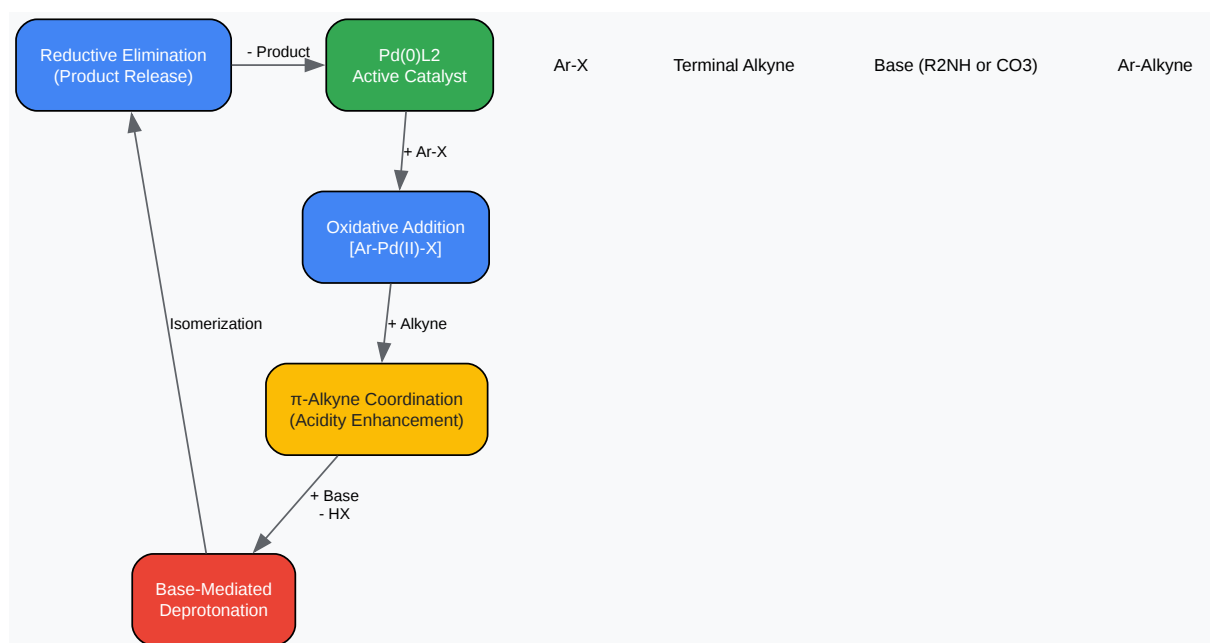 Reductive Elimination
(Product Release)
- Product
Pd(0)L2
Active Catalyst
Ar-X
Terminal Alkyne
Base (R2NH or CO3)
Ar-Alkyne
+ Ar-X
Oxidative Addition
[Ar-Pd(II)-X]
Isomerization
+ Alkyne
π-Alkyne Coordination
(Acidity Enhancement)
+ Base
- HX
Base-Mediated
Deprotonation